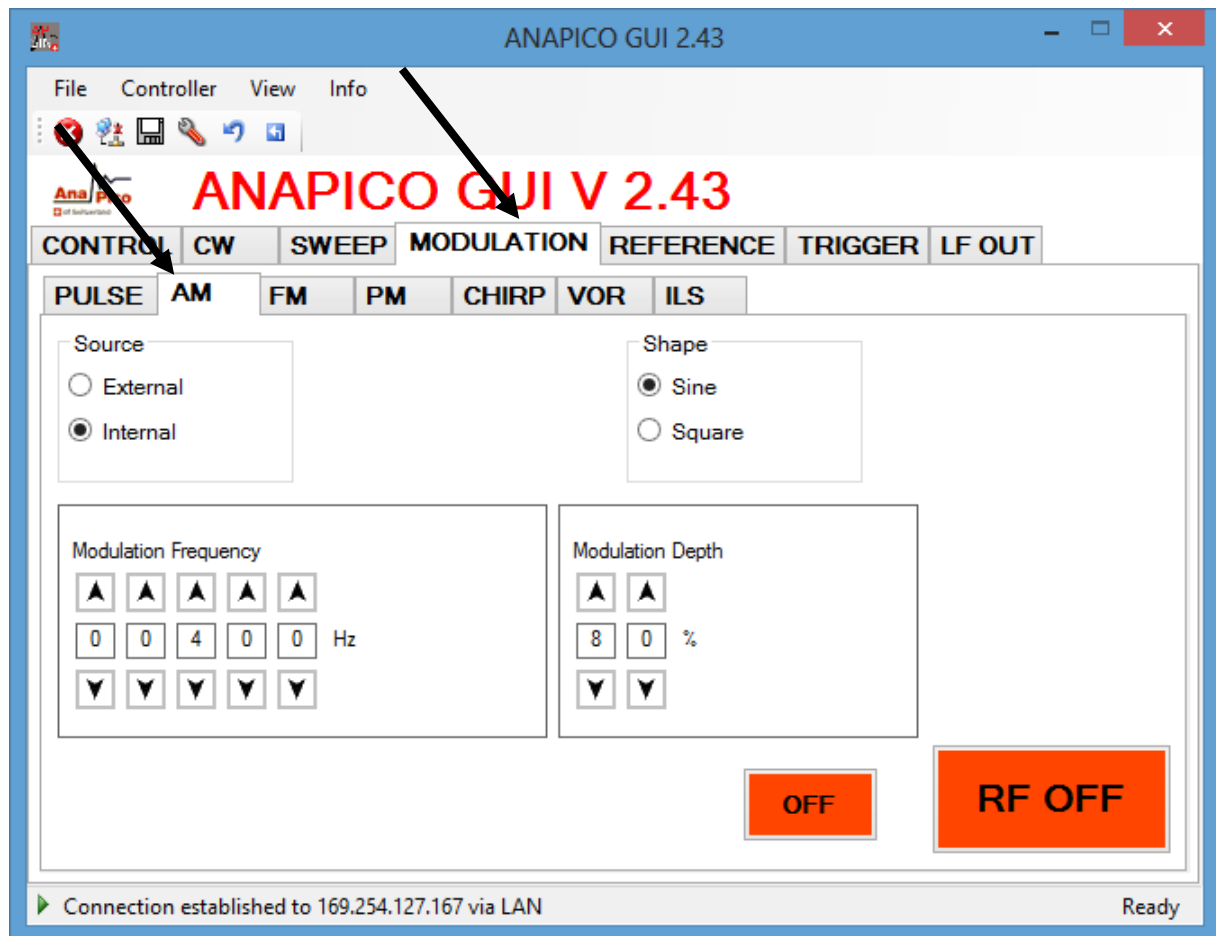 ANAPICO GUI 2.43
File Controller View Info
AnaPico
ANAPICO GUI V 2.43
CONTROL CW SWEEP MODULATION REFERENCE TRIGGER LF OUT
PULSE AM FM PM CHIRP VOR ILS
Source Shape
External Sine
Internal Square
Modulation Frequency Modulation Depth
0 0 4 0 0 Hz 8 0 %
OFF RF OFF
Connection established to 169.254.127.167 via LAN Ready